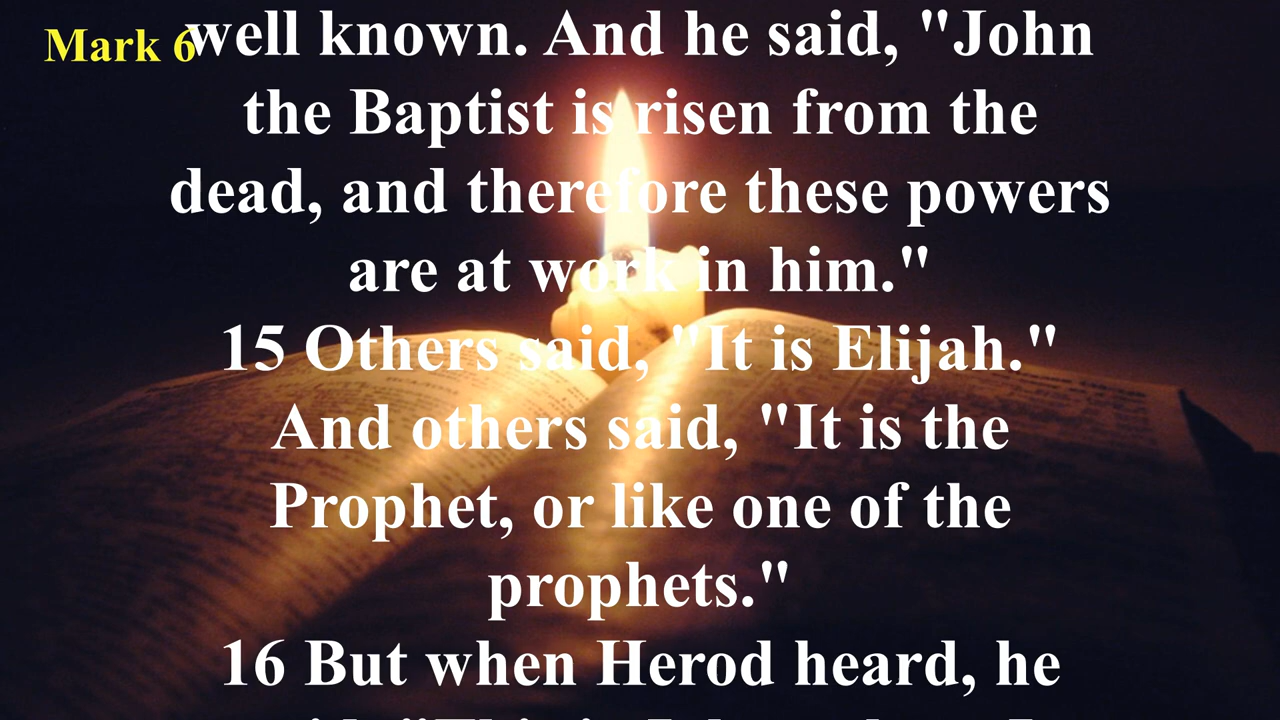 Mark 6
well known. And he said, "John
the Baptist is risen from the
dead, and therefore these powers
are at work in him."
15 Others said, "It is Elijah."
And others said, "It is the
Prophet, or like one of the
prophets."
16 But when Herod heard, he